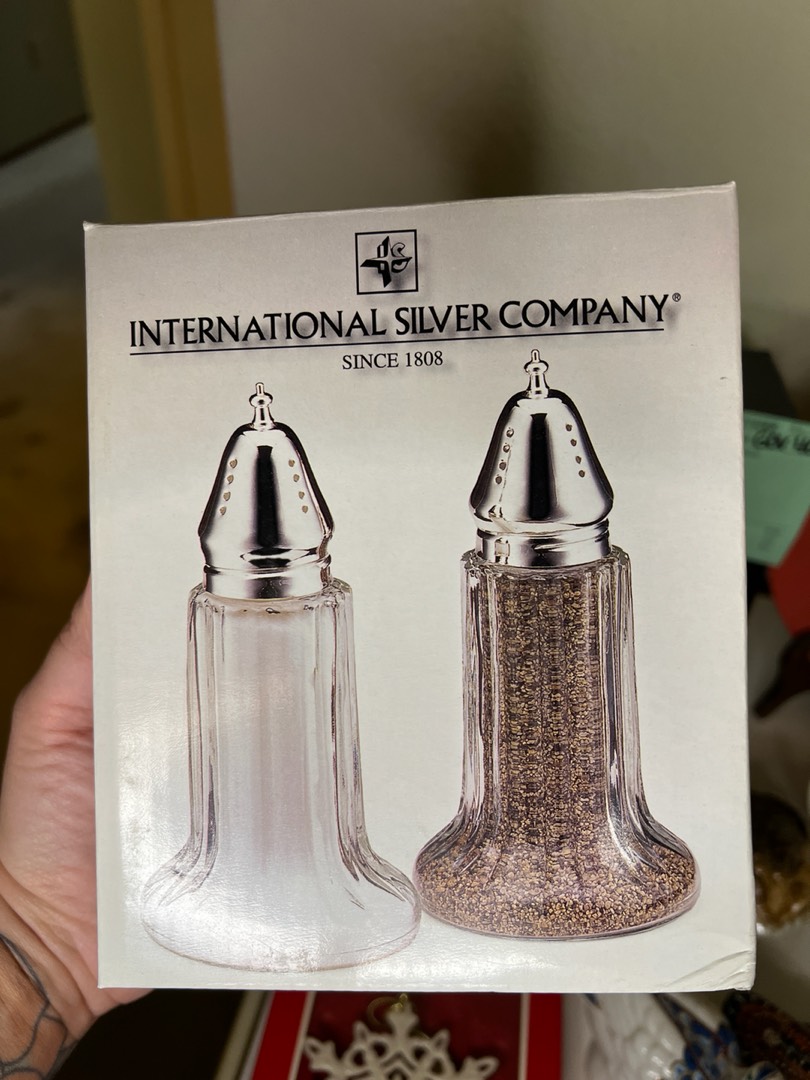 INTERNATIONAL SILVER COMPANY®
SINCE 1808